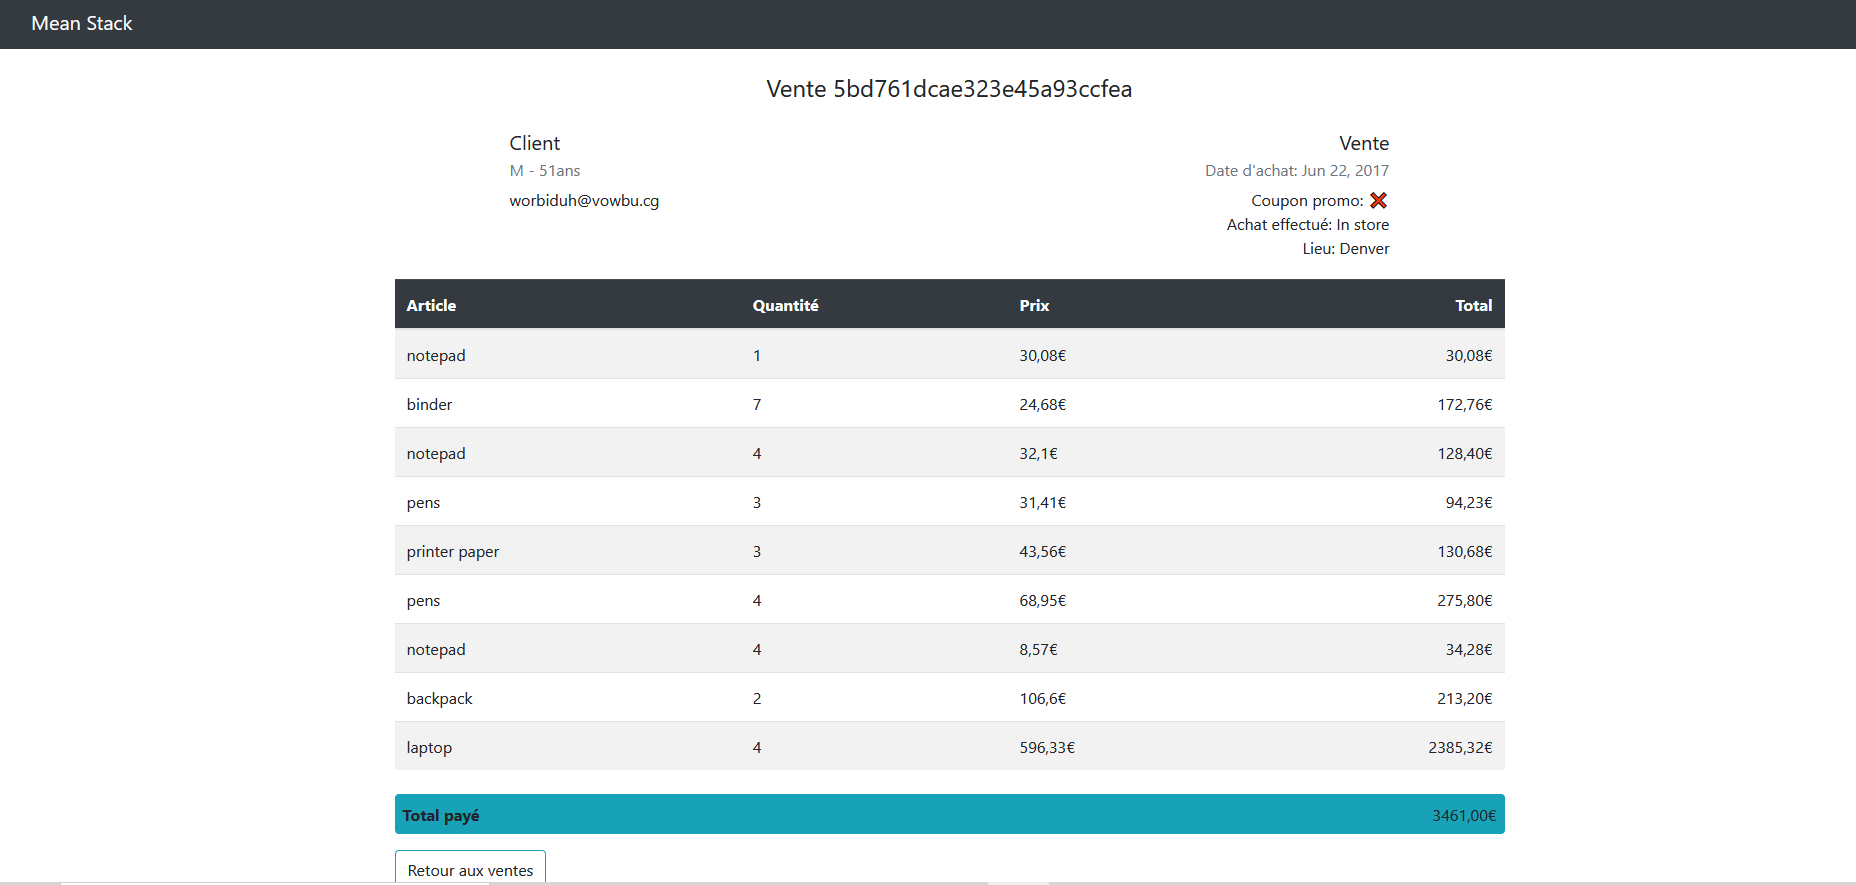 Mean Stack
Vente 5bd761dcae323e45a93ccfea
Client
M - 51ans
worbiduh@vowbu.cg
Vente
Date d'achat: Jun 22, 2017
Coupon promo: ❌
Achat effectué: In store
Lieu: Denver
Article Quantité Prix Total
notepad 1 30,08€ 30,08€
binder 7 24,68€ 172,76€
notepad 4 32,1€ 128,40€
pens 3 31,41€ 94,23€
printer paper 3 43,56€ 130,68€
pens 4 68,95€ 275,80€
notepad 4 8,57€ 34,28€
backpack 2 106,6€ 213,20€
laptop 4 596,33€ 2385,32€
Total payé 3461,00€
Retour aux ventes